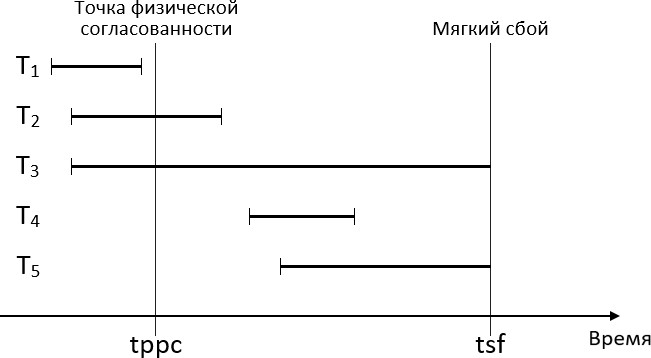 Точка физической
согласованности
Мягкий сбой
T1
T2
T3
T4
T5
tppc
tsf
Время